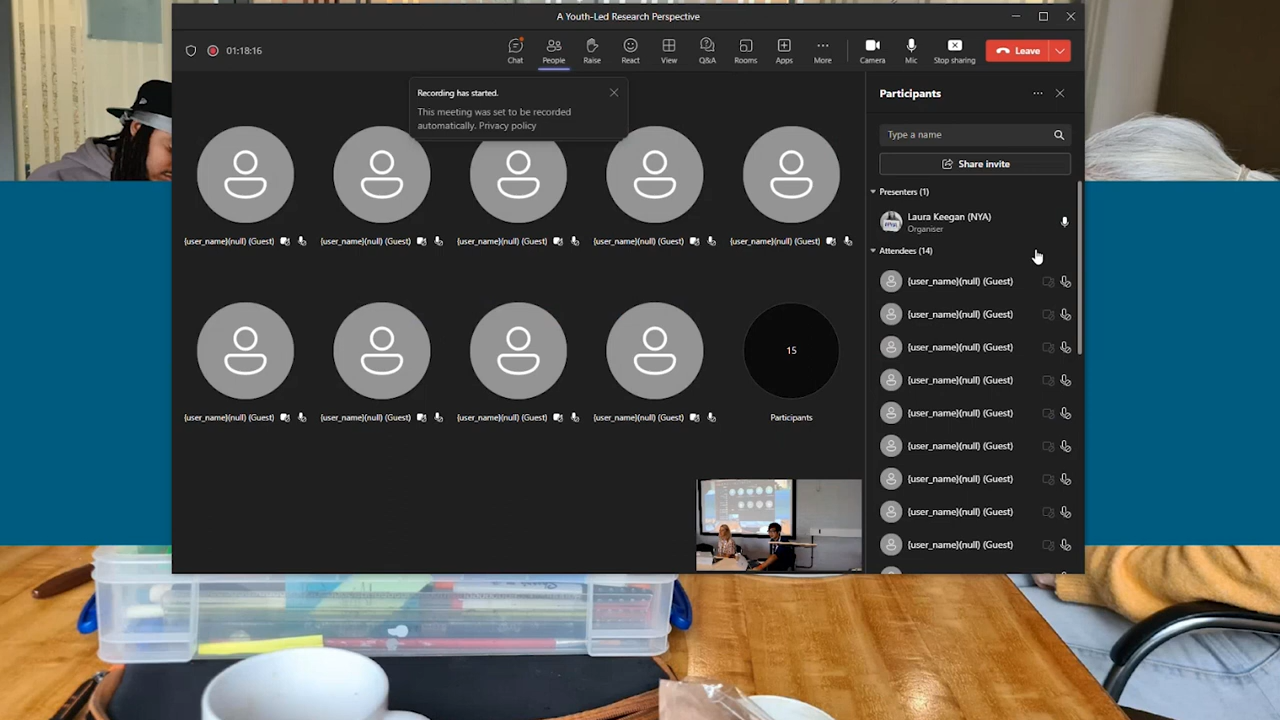 A Youth-Led Research Perspective
01:18:16
Chat
People
Raise
React
View
Q&A
Rooms
Apps
More
Camera
Mic
Stop sharing
Leave
Recording has started.
This meeting was set to be recorded
automatically. Privacy policy
Participants
Type a name
Share invite
Presenters (1)
Laura Keegan (NYA)
Organiser
Attendees (14)
{user_name}(null) (Guest)
{user_name}(null) (Guest)
{user_name}(null) (Guest)
{user_name}(null) (Guest)
{user_name}(null) (Guest)
{user_name}(null) (Guest)
{user_name}(null) (Guest)
{user_name}(null) (Guest)
{user_name}(null) (Guest)
{user_name}(null) (Guest)
{user_name}(null) (Guest)
{user_name}(null) (Guest)
{user_name}(null) (Guest)
{user_name}(null) (Guest)
15
{user_name}(null) (Guest)
{user_name}(null) (Guest)
{user_name}(null) (Guest)
{user_name}(null) (Guest)
Participants